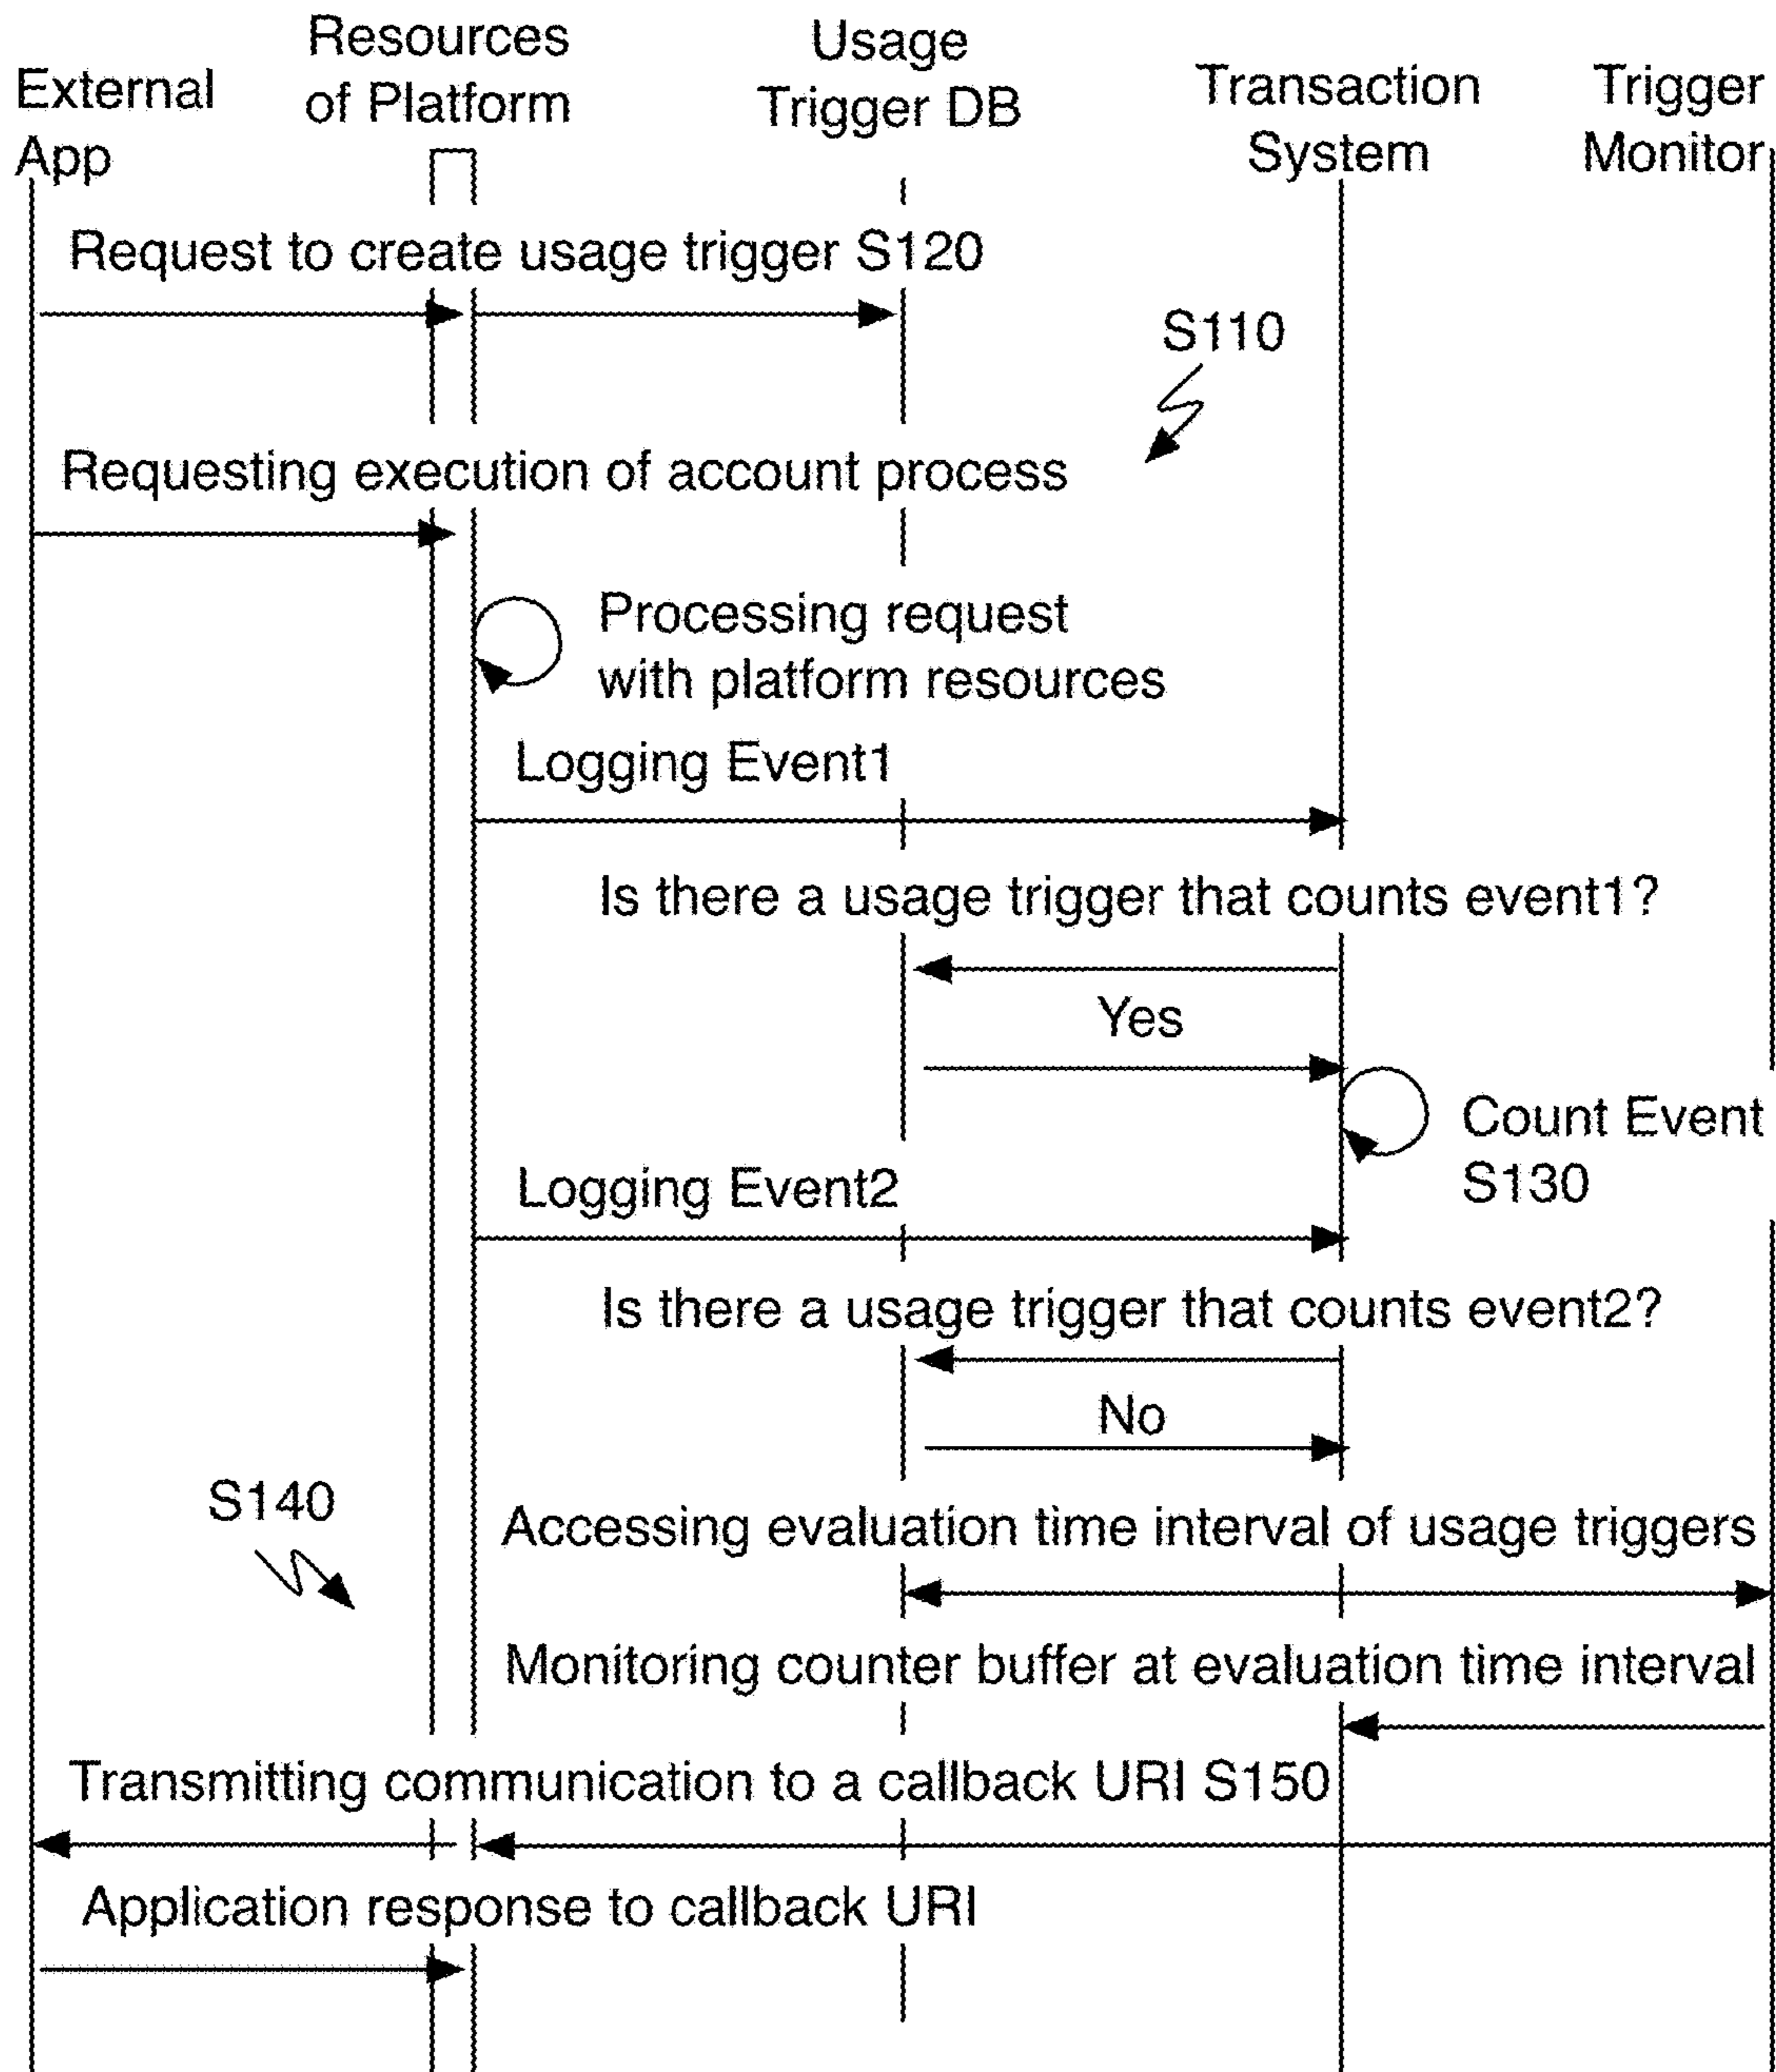 External
App
Resources
of Platform
Usage
Trigger DB
Transaction
System
Trigger
Monitor
Request to create usage trigger S120
S110
Requesting execution of account process
Processing request
with platform resources
Logging Event1
Is there a usage trigger that counts event1?
Yes
Count Event
S130
Logging Event2
Is there a usage trigger that counts event2?
No
S140
Accessing evaluation time interval of usage triggers
Monitoring counter buffer at evaluation time interval
Transmitting communication to a callback URI S150
Application response to callback URI